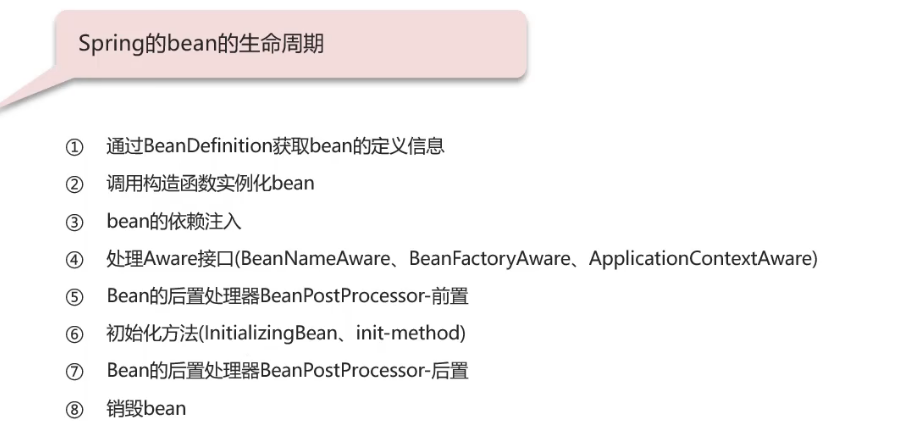 Spring的bean的生命周期
① 通过BeanDefinition获取bean的定义信息
② 调用构造函数实例化bean
③ bean的依赖注入
④ 处理Aware接口(BeanNameAware、BeanFactoryAware、ApplicationContextAware)
⑤ Bean的后置处理器BeanPostProcessor-前置
⑥ 初始化方法(InitializingBean、init-method)
⑦ Bean的后置处理器BeanPostProcessor-后置
⑧ 销毁bean